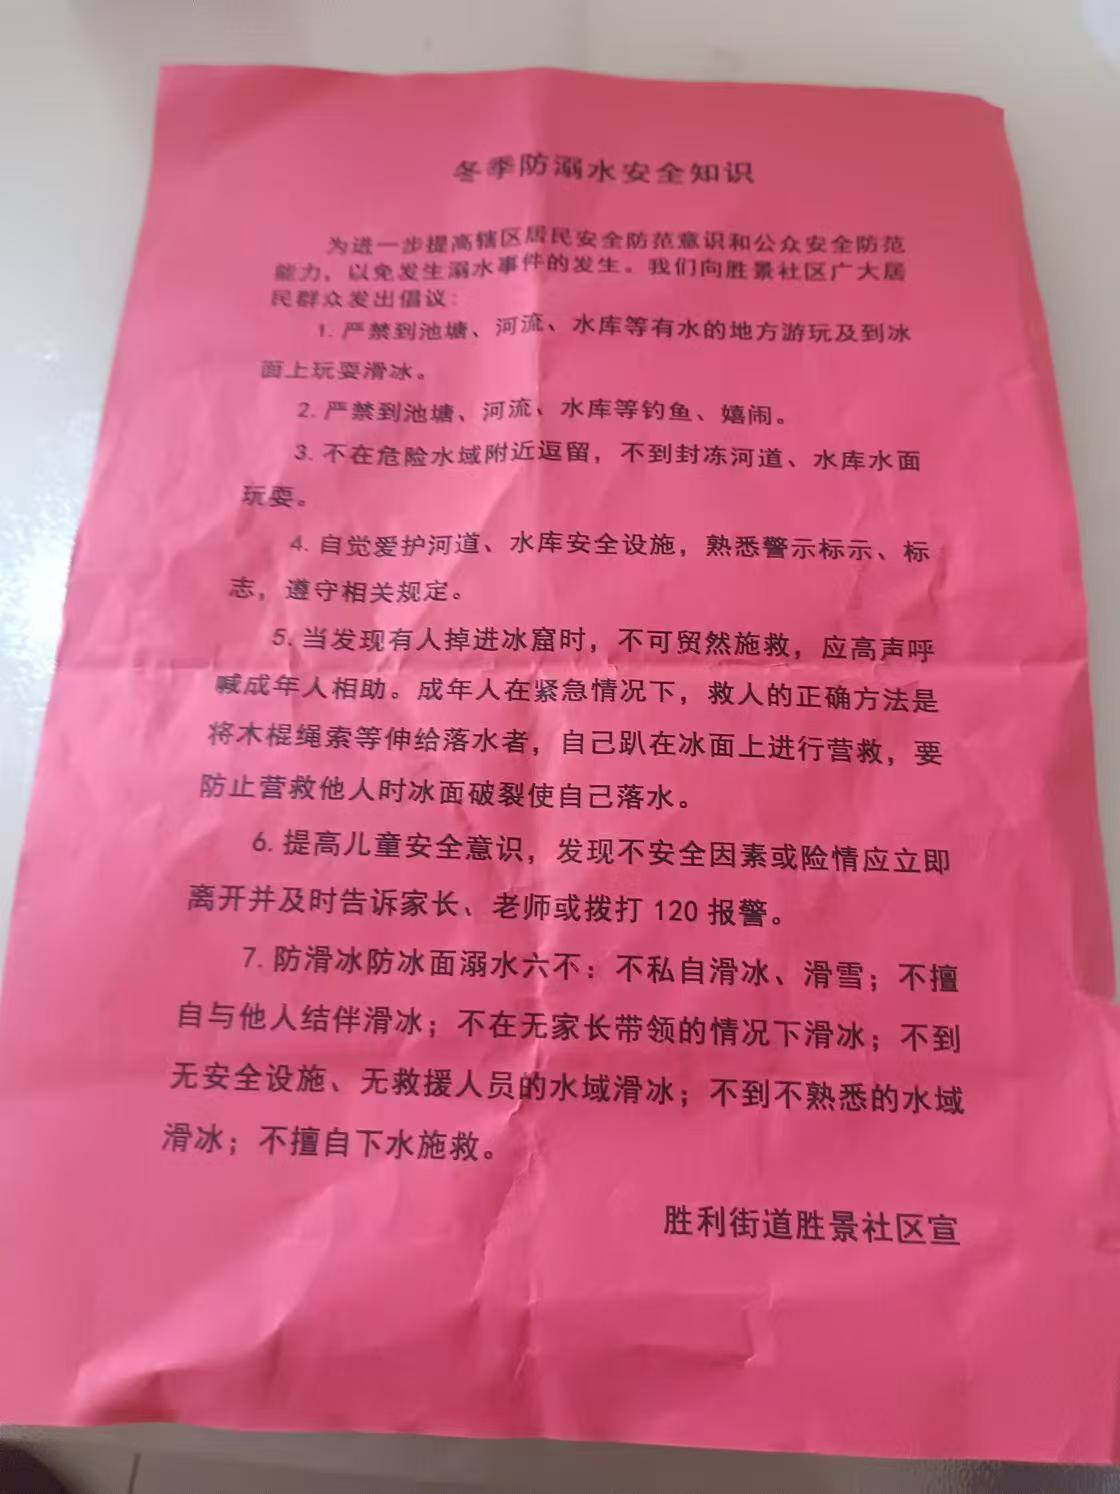 冬季防溺水安全知识
为进一步提高辖区居民安全防范意识和公众安全防范
能力，以免发生溺水事件的发生。我们向胜景社区广大居
民群众发出倡议：
1. 严禁到池塘、河流、水库等有水的地方游玩及到冰
面上玩耍滑冰。
2. 严禁到池塘、河流、水库等钓鱼、嬉闹。
3. 不在危险水域附近逗留，不到封冻河道、水库水面
玩耍。
4. 自觉爱护河道、水库安全设施，熟悉警示标示、标
志，遵守相关规定。
5. 当发现有人掉进冰窟时，不可贸然施救，应高声呼
喊成年人相助。成年人在紧急情况下，救人的正确方法是
将木棍绳索等伸给落水者，自己趴在冰面上进行营救，要
防止营救他人时冰面破裂使自己落水。
6. 提高儿童安全意识，发现不安全因素或险情应立即
离开并及时告诉家长、老师或拨打 120 报警。
7. 防滑冰防冰面溺水六不：不私自滑冰、滑雪；不擅
自与他人结伴滑冰；不在无家长带领的情况下滑冰；不到
无安全设施、无救援人员的水域滑冰；不到不熟悉的水域
滑冰；不擅自下水施救。
胜利街道胜景社区宣